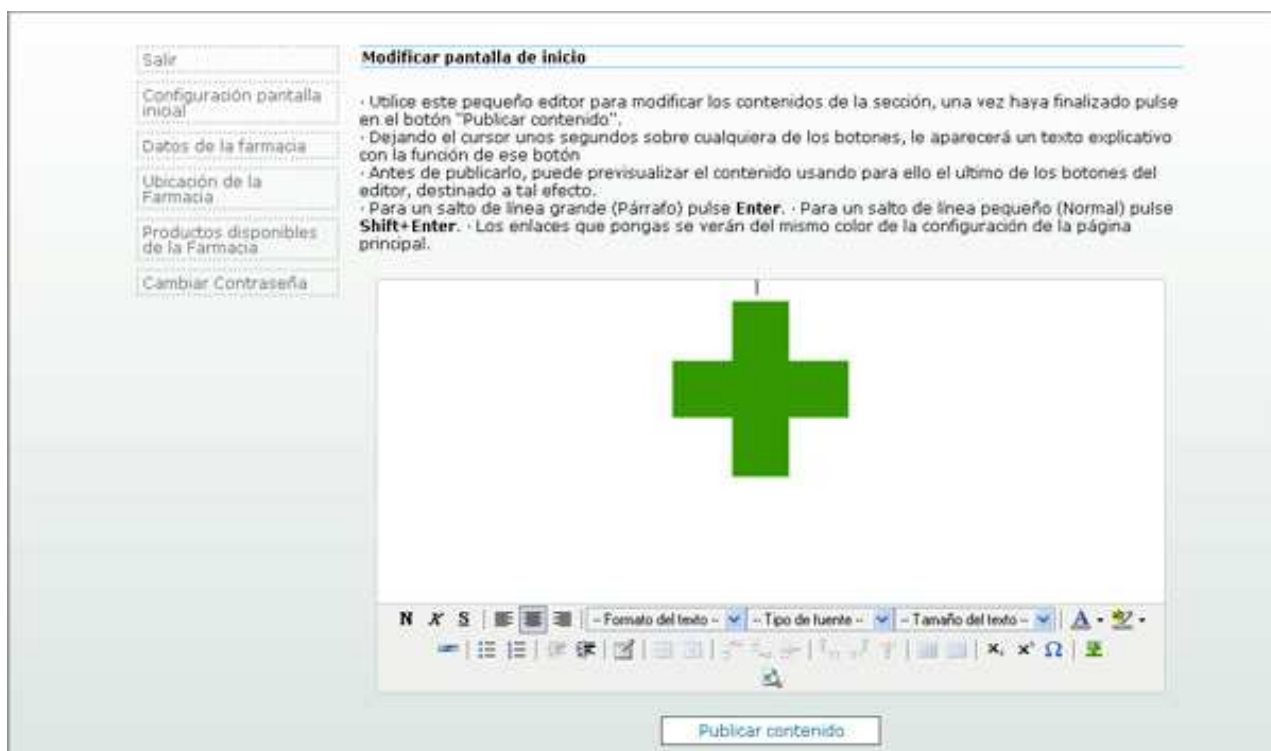 Salir
Configuración pantalla
inicial
Datos de la farmacia
Ubicación de la
Farmacia
Productos disponibles
de la Farmacia
Cambiar Contraseña
Modificar pantalla de inicio
· Utilice este pequeño editor para modificar los contenidos de la sección, una vez haya finalizado pulse
en el botón "Publicar contenido".
· Dejando el cursor unos segundos sobre cualquiera de los botones, le aparecerá un texto explicativo
con la función de ese botón
· Antes de publicarlo, puede previsualizar el contenido usando para ello el ultimo de los botones del
editor, destinado a tal efecto.
· Para un salto de línea grande (Párrafo) pulse Enter. · Para un salto de línea pequeño (Normal) pulse
Shift+Enter. · Los enlaces que pongas se verán del mismo color de la configuración de la página
principal.
N K S -- Formato del texto -- -- Tipo de fuente -- -- Tamaño del texto -- A
x, x² Ω
Publicar contenido